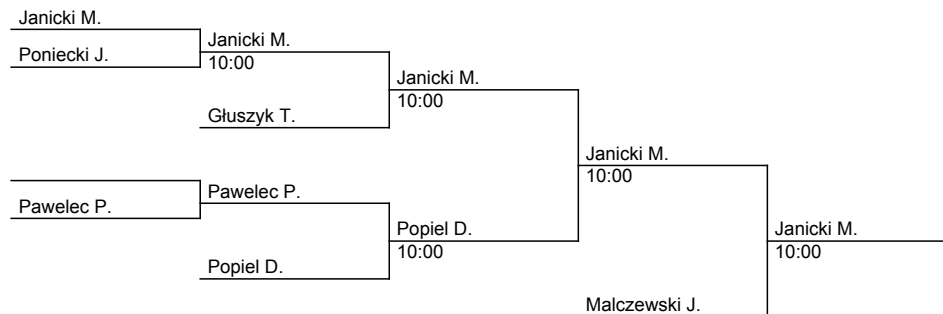 Janicki M.
Poniecki J.
Janicki M.
10:00
Głuszyk T.
Janicki M.
10:00
Pawelec P.
Pawelec P.
Popiel D.
Popiel D.
10:00
Janicki M.
10:00
Malczewski J.
Janicki M.
10:00